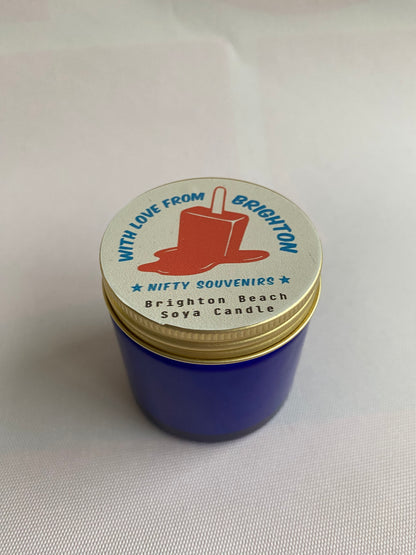 WITH LOVE FROM BRIGHTON
★ NIFTY SOUVENIRS ★
Brighton Beach
Soya Candle